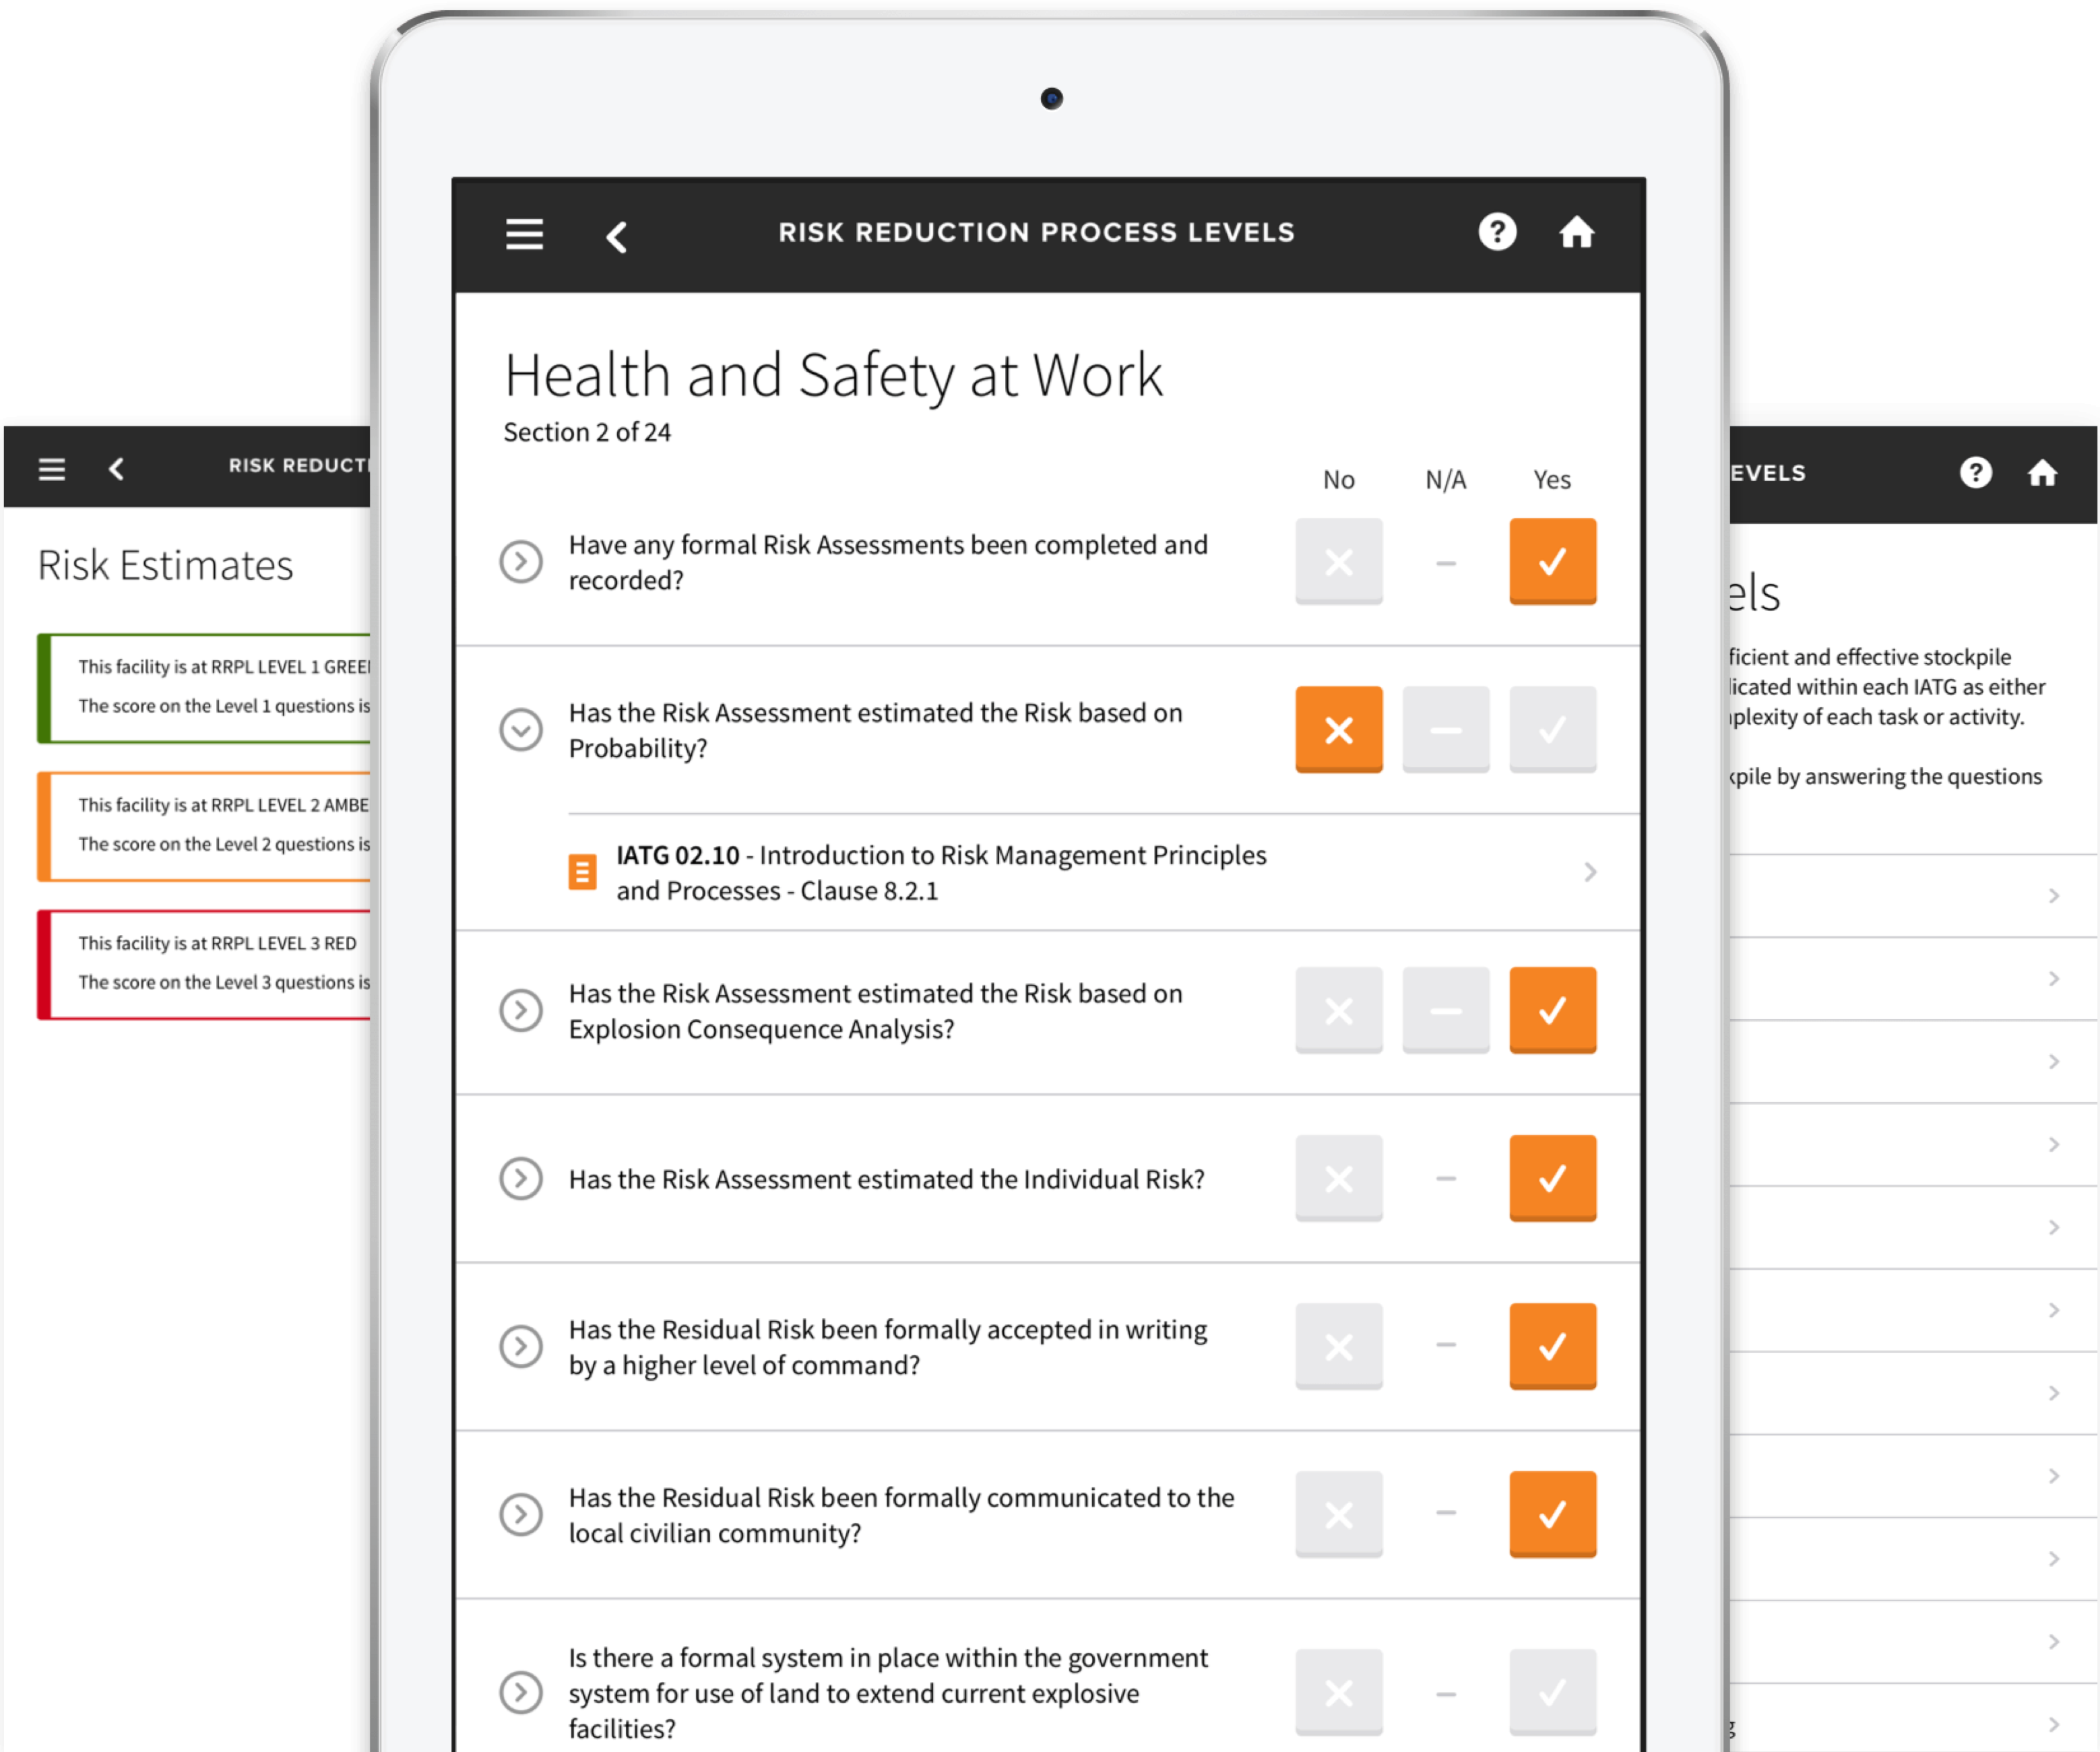 RISK REDUCTION PROCESS LEVELS
Health and Safety at Work
Section 2 of 24
No N/A Yes
Have any formal Risk Assessments been completed and
recorded?
Has the Risk Assessment estimated the Risk based on
Probability?
IATG 02.10 - Introduction to Risk Management Principles
and Processes - Clause 8.2.1
Has the Risk Assessment estimated the Risk based on
Explosion Consequence Analysis?
Has the Risk Assessment estimated the Individual Risk?
Has the Residual Risk been formally accepted in writing
by a higher level of command?
Has the Residual Risk been formally communicated to the
local civilian community?
Is there a formal system in place within the government
system for use of land to extend current explosive
facilities?
RISK
Risk Estimates
This facility is at RRPL LEVEL 1
The score on the Level 1 questions is
This facility is at RRPL LEVEL 2
The score on the Level 2 questions is
This facility is at RRPL LEVEL 3 RED
The score on the Level 3 questions is
EVELS
els
ficient and effective stockpile
licated within each IATG as either
plexity of each task or activity.
kpile by answering the questions